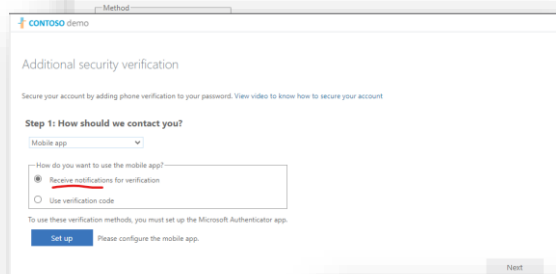 Method
CONTOSO demo
Additional security verification
Secure your account by adding phone verification to your password. View video to know how to secure your account
Step 1: How should we contact you?
Mobile app
How do you want to use the mobile app?
Receive notifications for verification
Use verification code
To use these verification methods, you must set up the Microsoft Authenticator app.
Set up Please configure the mobile app.
Next